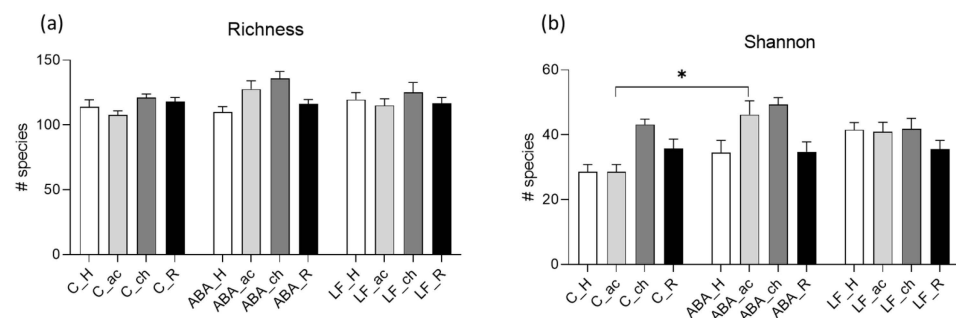 (a)
Richness
# species
150
100
50
0
C_H
C_ac
C_ch
C_R
ABA_H
ABA_ac
ABA_ch
ABA_R
LF_H
LF_ac
LF_ch
LF_R
(b)
Shannon
# species
60
40
20
0
*
C_H
C_ac
C_ch
C_R
ABA_H
ABA_ac
ABA_ch
ABA_R
LF_H
LF_ac
LF_ch
LF_R